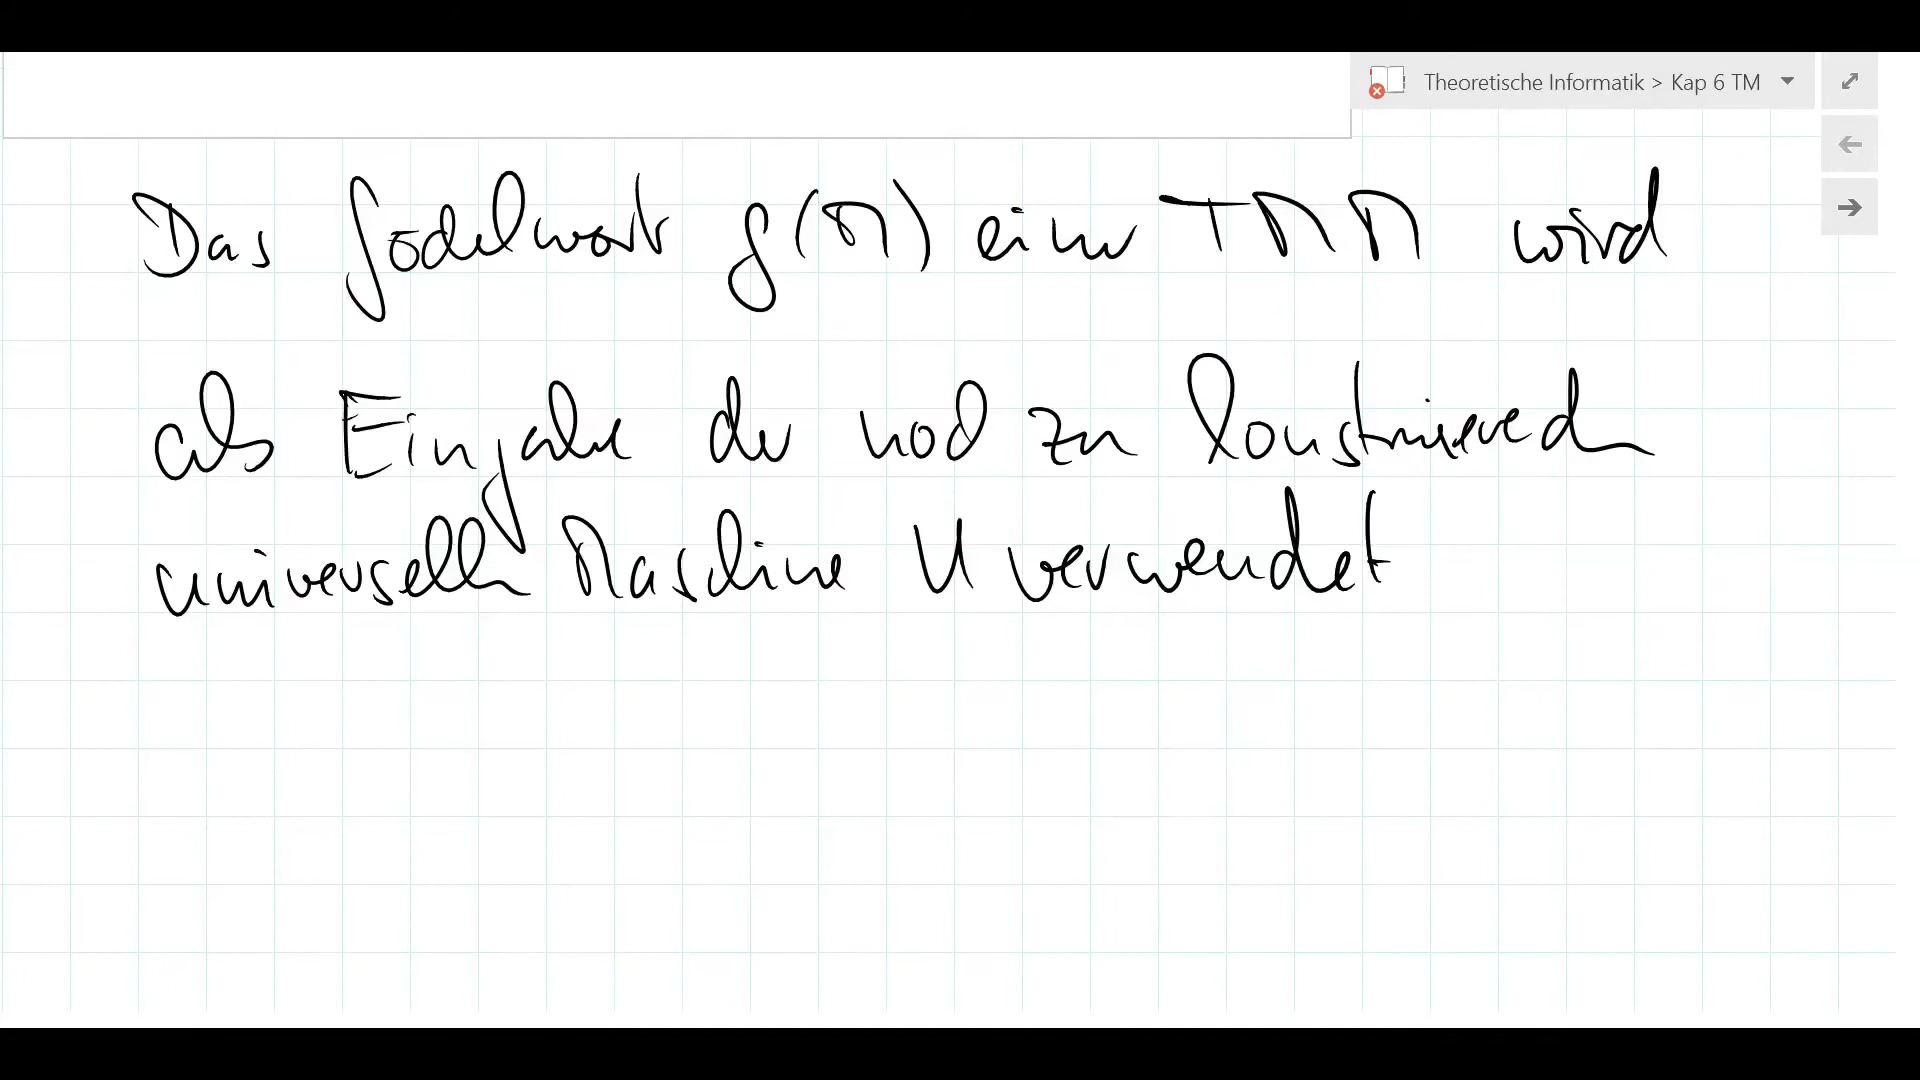 Theoretische Informatik > Kap 6 TM
Das Gödelwort g(M) einer TM M wird
als Eingabe der noch zu konstruierenden
universellen Maschine U verwendet